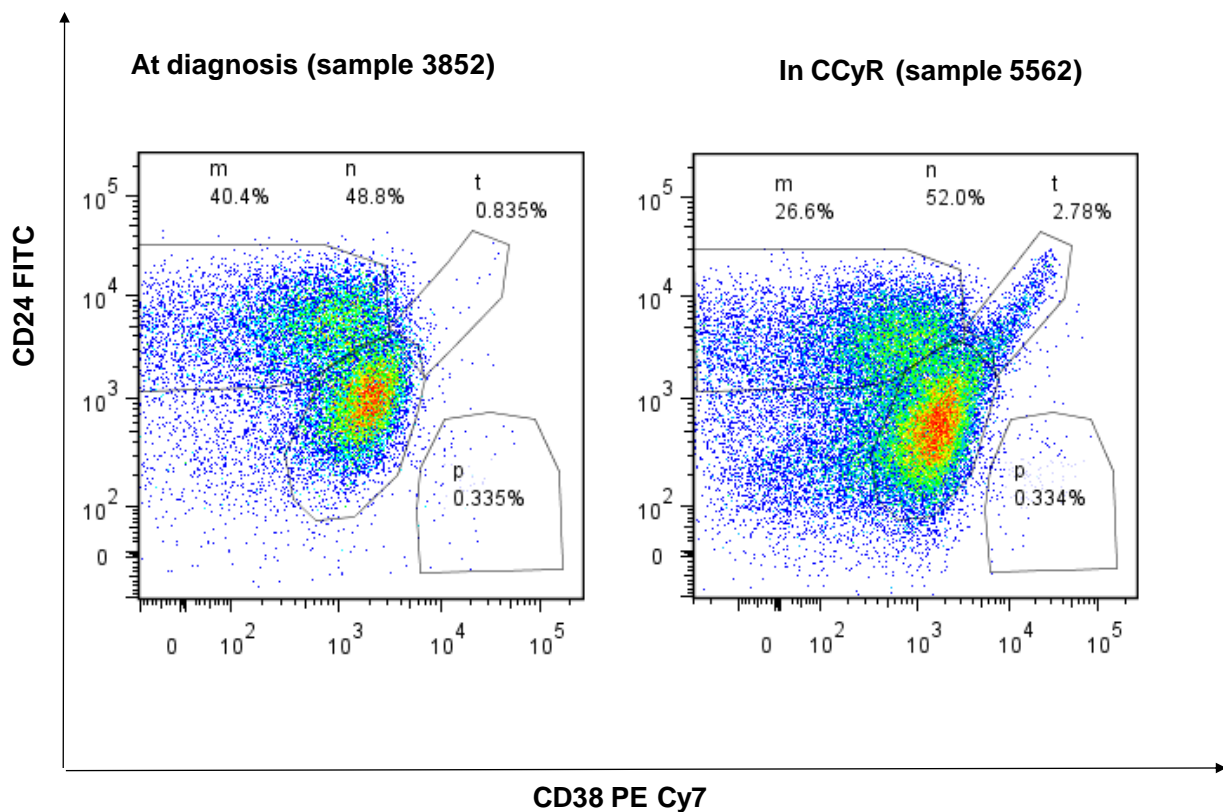 At diagnosis (sample 3852)
In CCyR (sample 5562)
CD24 FITC
m
40.4%
n
48.8%
t
0.835%
p
0.335%
10^5
10^4
10^3
10^2
0
0
10^2
10^3
10^4
10^5
m
26.6%
n
52.0%
t
2.78%
p
0.334%
10^5
10^4
10^3
10^2
0
0
10^2
10^3
10^4
10^5
CD38 PE Cy7